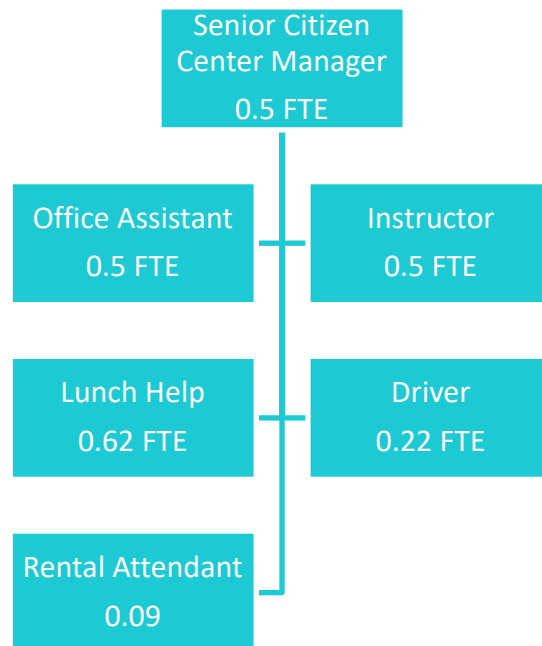 Senior Citizen
Center Manager
0.5 FTE
Office Assistant
0.5 FTE
Instructor
0.5 FTE
Lunch Help
0.62 FTE
Driver
0.22 FTE
Rental Attendant
0.09